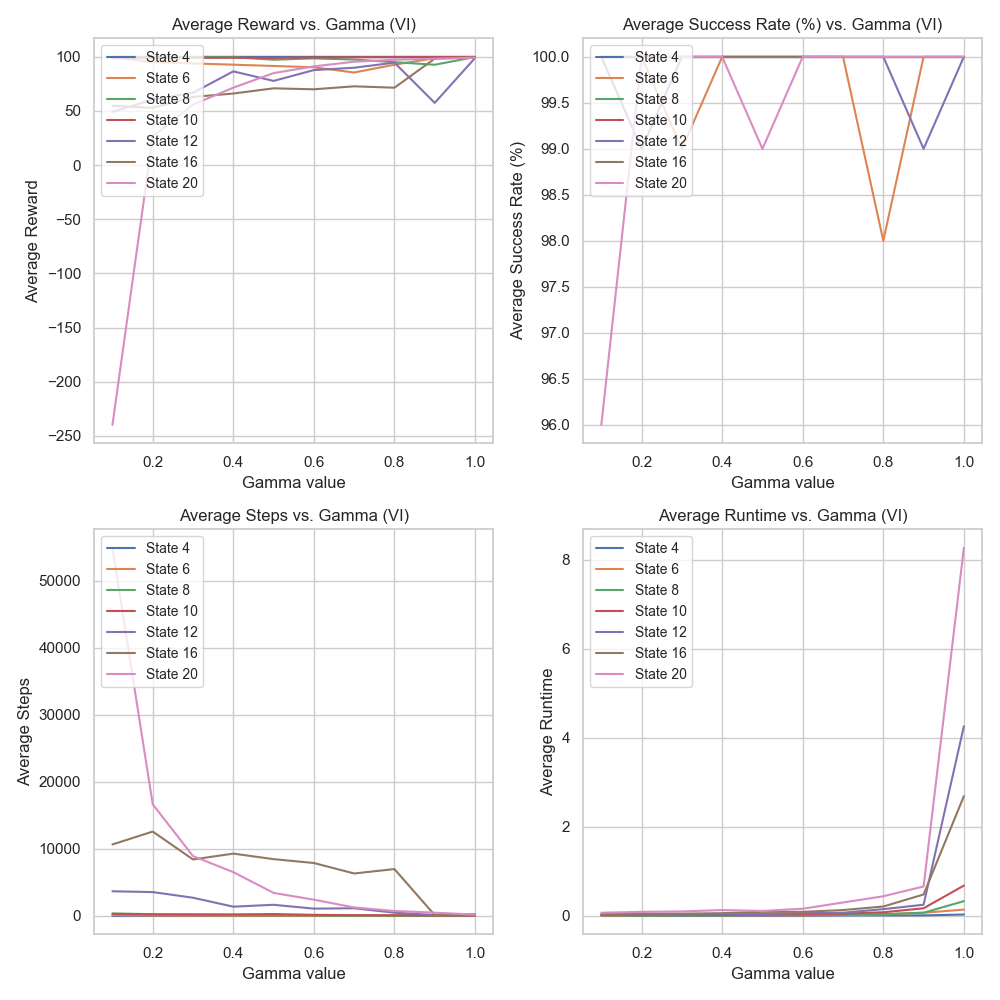 Average Reward vs. Gamma (VI)
100
50
0
−50
−100
−150
−200
−250
Average Reward
State 4
State 6
State 8
State 10
State 12
State 16
State 20
0.2
0.4
0.6
0.8
1.0
Gamma value
Average Success Rate (%) vs. Gamma (VI)
100.0
99.5
99.0
98.5
98.0
97.5
97.0
96.5
96.0
Average Success Rate (%)
State 4
State 6
State 8
State 10
State 12
State 16
State 20
0.2
0.4
0.6
0.8
1.0
Gamma value
Average Steps vs. Gamma (VI)
50000
40000
30000
20000
10000
0
Average Steps
State 4
State 6
State 8
State 10
State 12
State 16
State 20
0.2
0.4
0.6
0.8
1.0
Gamma value
Average Runtime vs. Gamma (VI)
8
6
4
2
0
Average Runtime
State 4
State 6
State 8
State 10
State 12
State 16
State 20
0.2
0.4
0.6
0.8
1.0
Gamma value